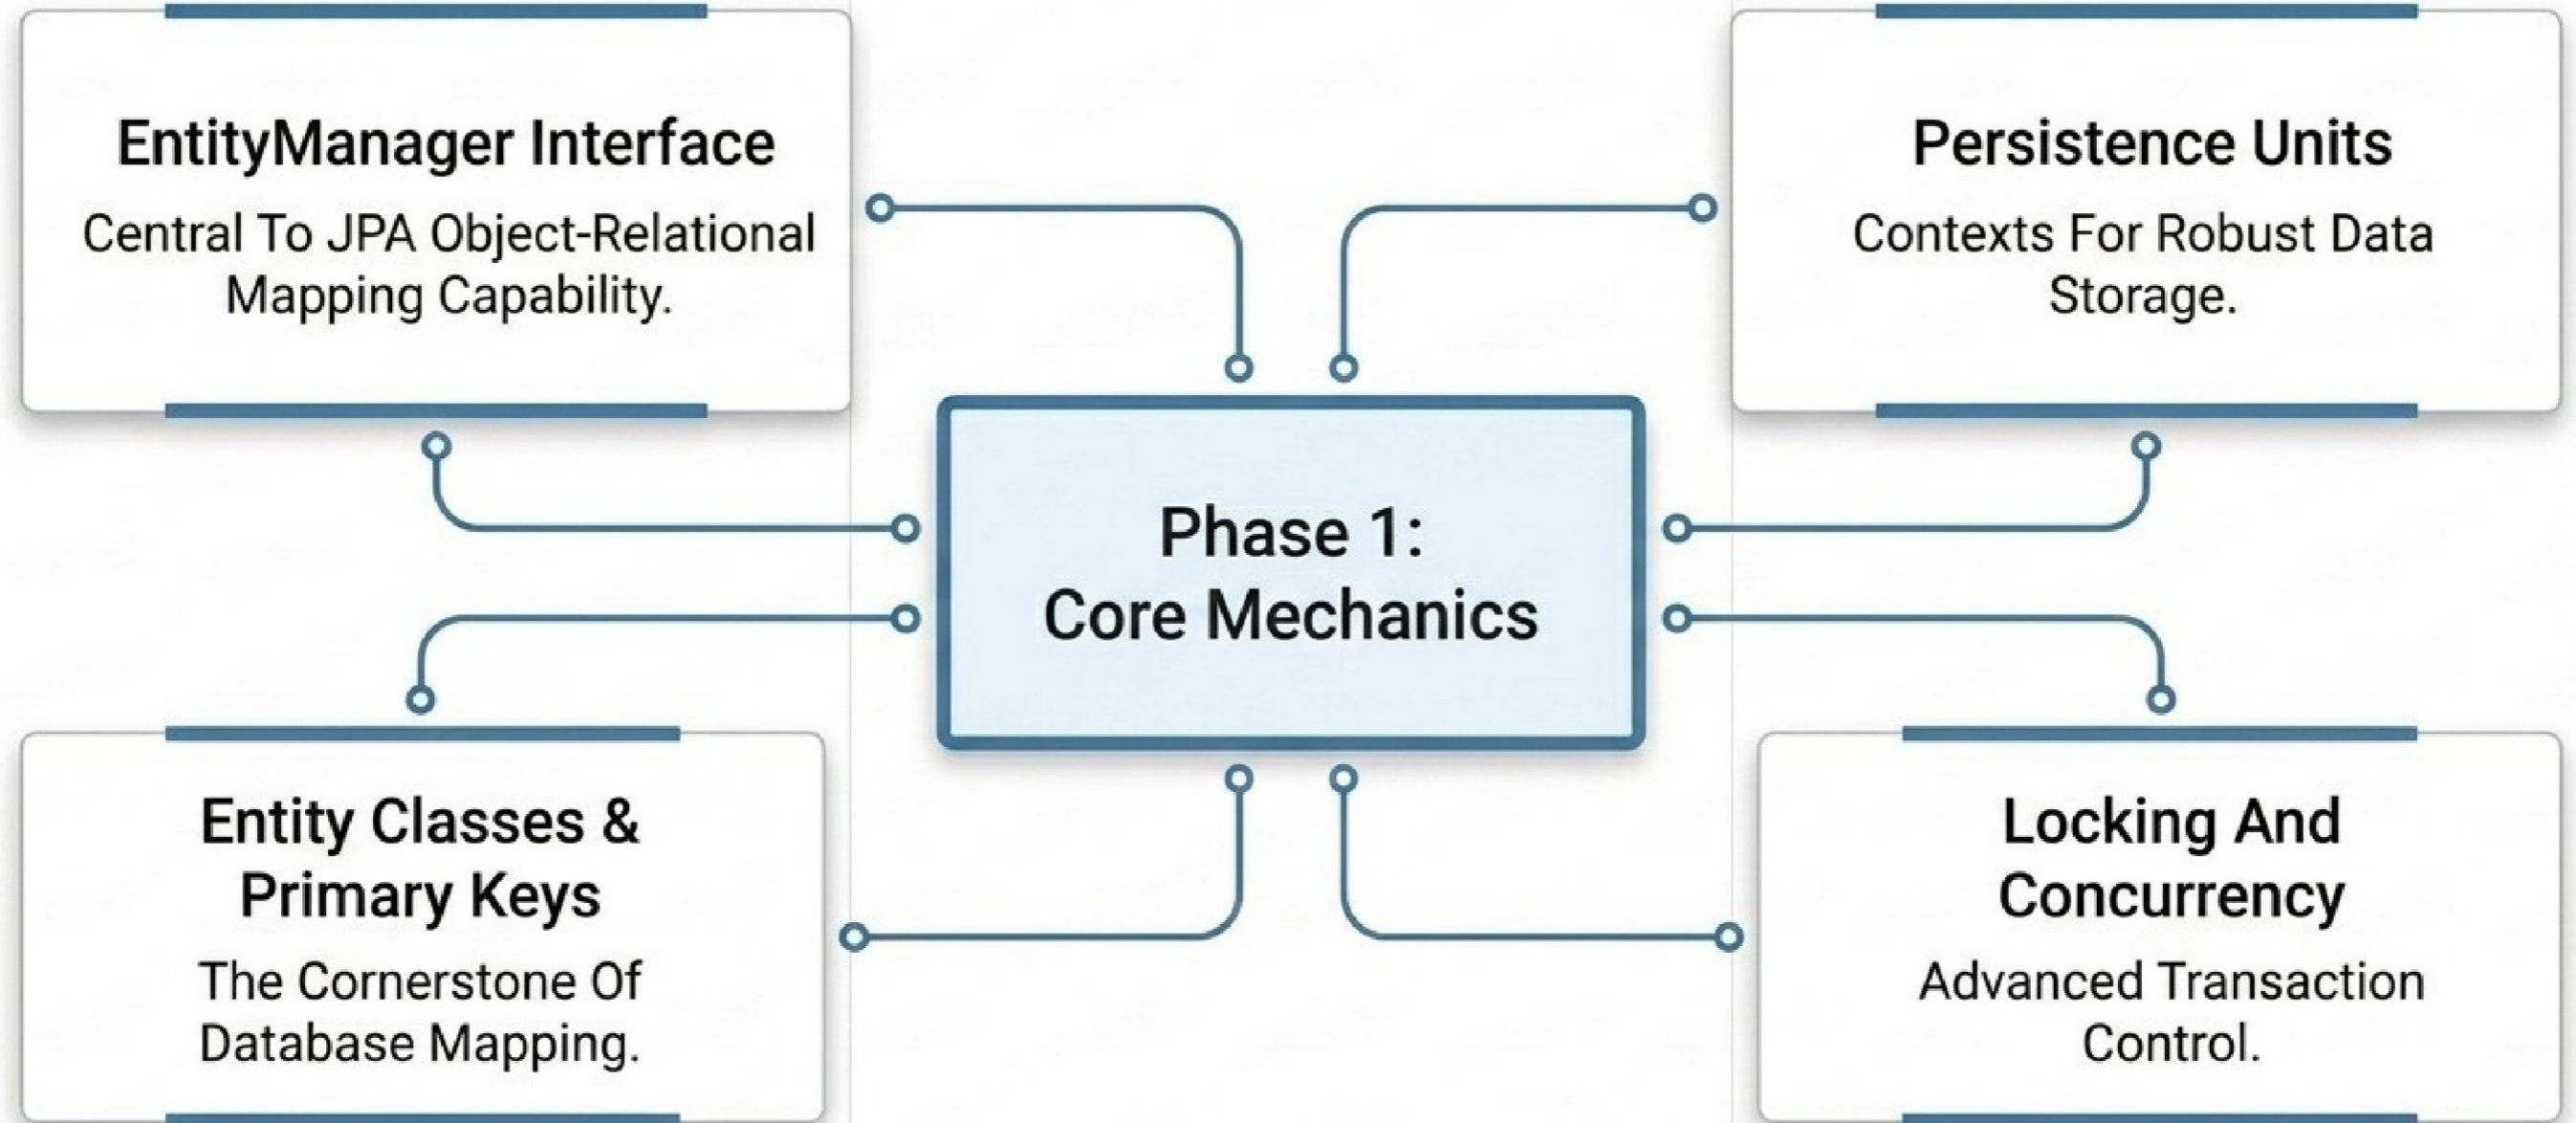 EntityManager Interface
Central To JPA Object-Relational
Mapping Capability.
Persistence Units
Contexts For Robust Data
Storage.
Phase 1:
Core Mechanics
Entity Classes &
Primary Keys
The Cornerstone Of
Database Mapping.
Locking And
Concurrency
Advanced Transaction
Control.